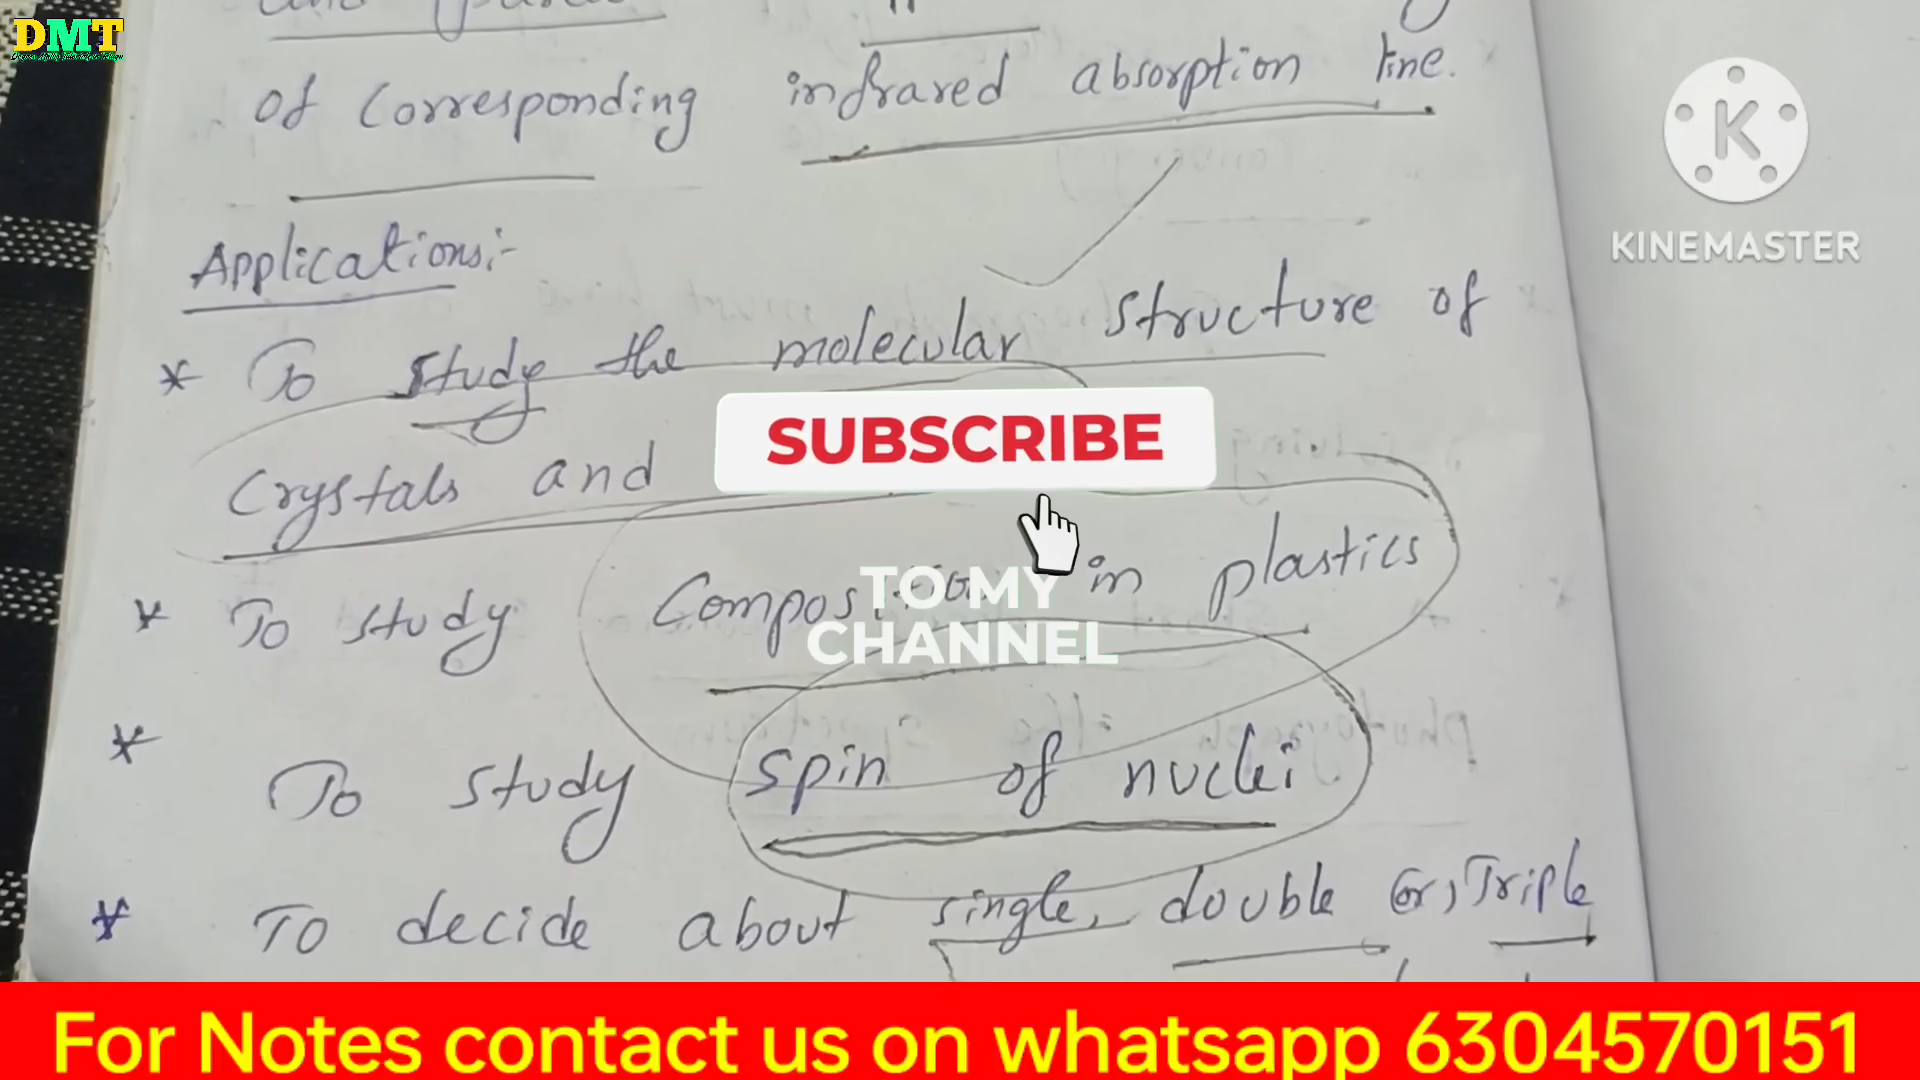 DMT
of Corresponding infrared absorption line.
KINEMASTER
Applications:-
* To study the molecular structure of
Crystals and
SUBSCRIBE
* To study Composition in plastics
TO MY
CHANNEL
* To study spin of nuclei
* To decide about single, double (or) Triple
For Notes contact us on whatsapp 6304570151